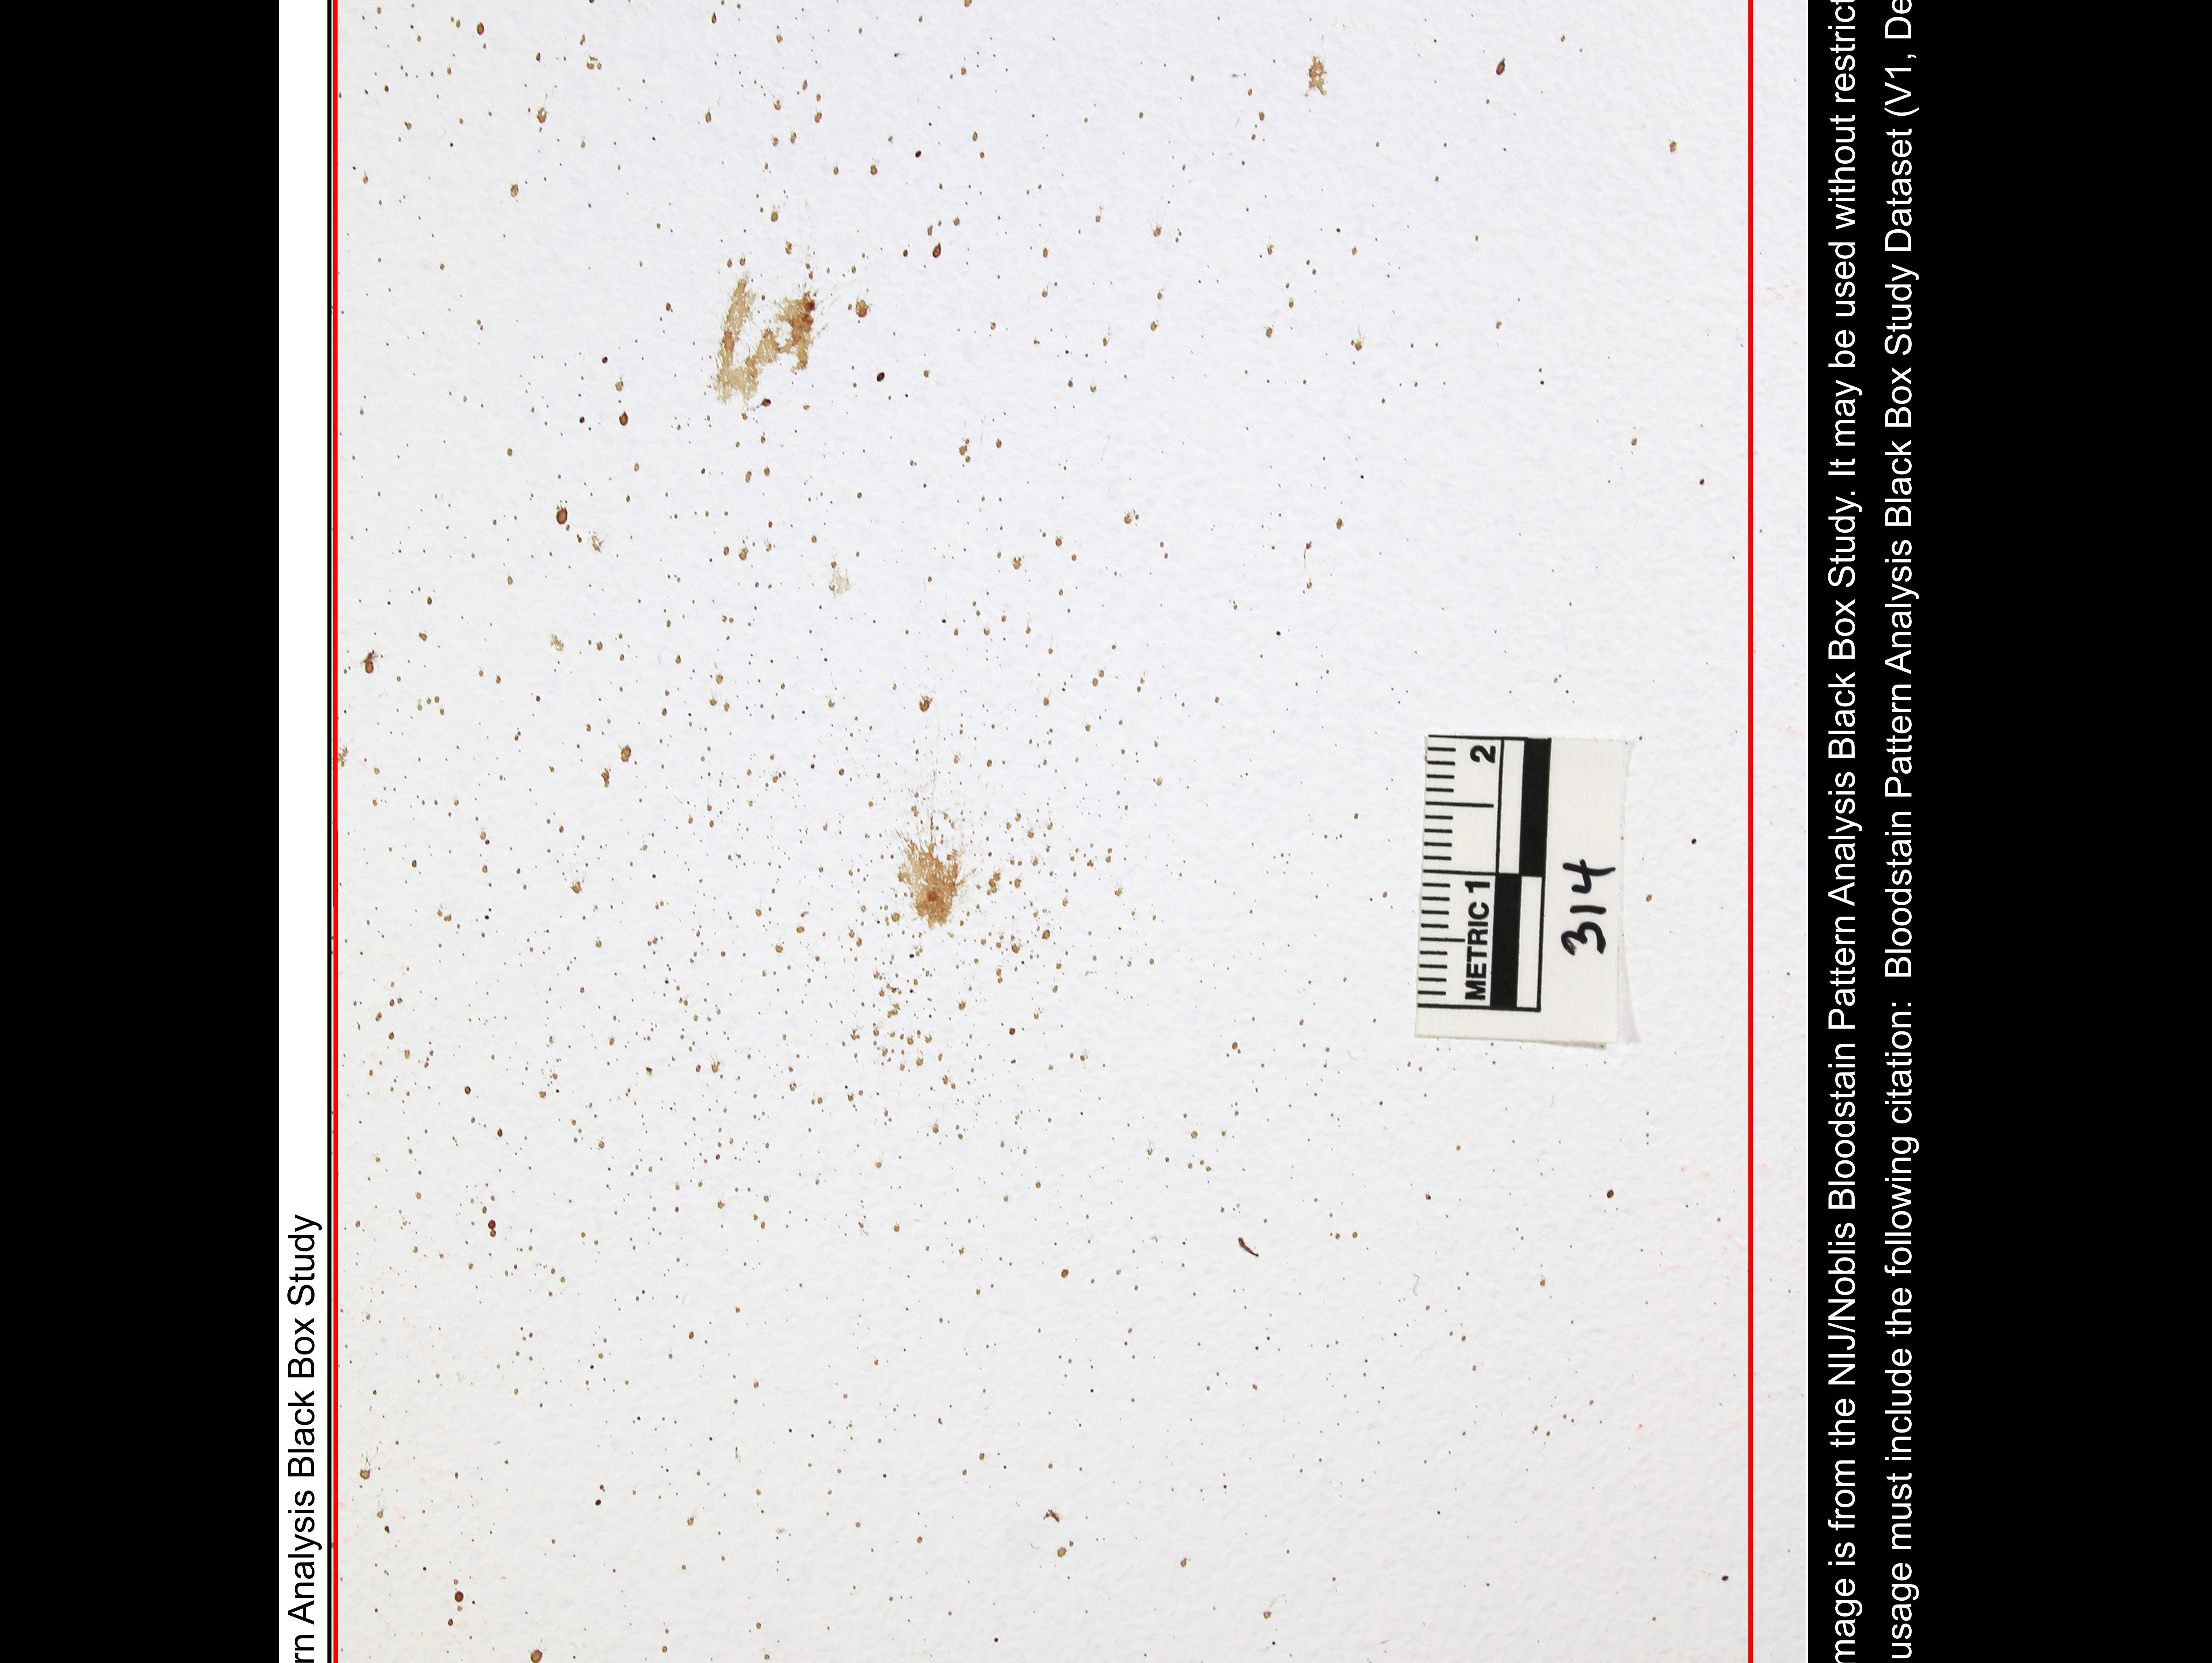 rn Analysis Black Box Study
2
METRIC 1
314
mage is from the NIJ/Noblis Bloodstain Pattern Analysis Black Box Study. It may be used without restrict
usage must include the following citation: Bloodstain Pattern Analysis Black Box Study Dataset (V1, De